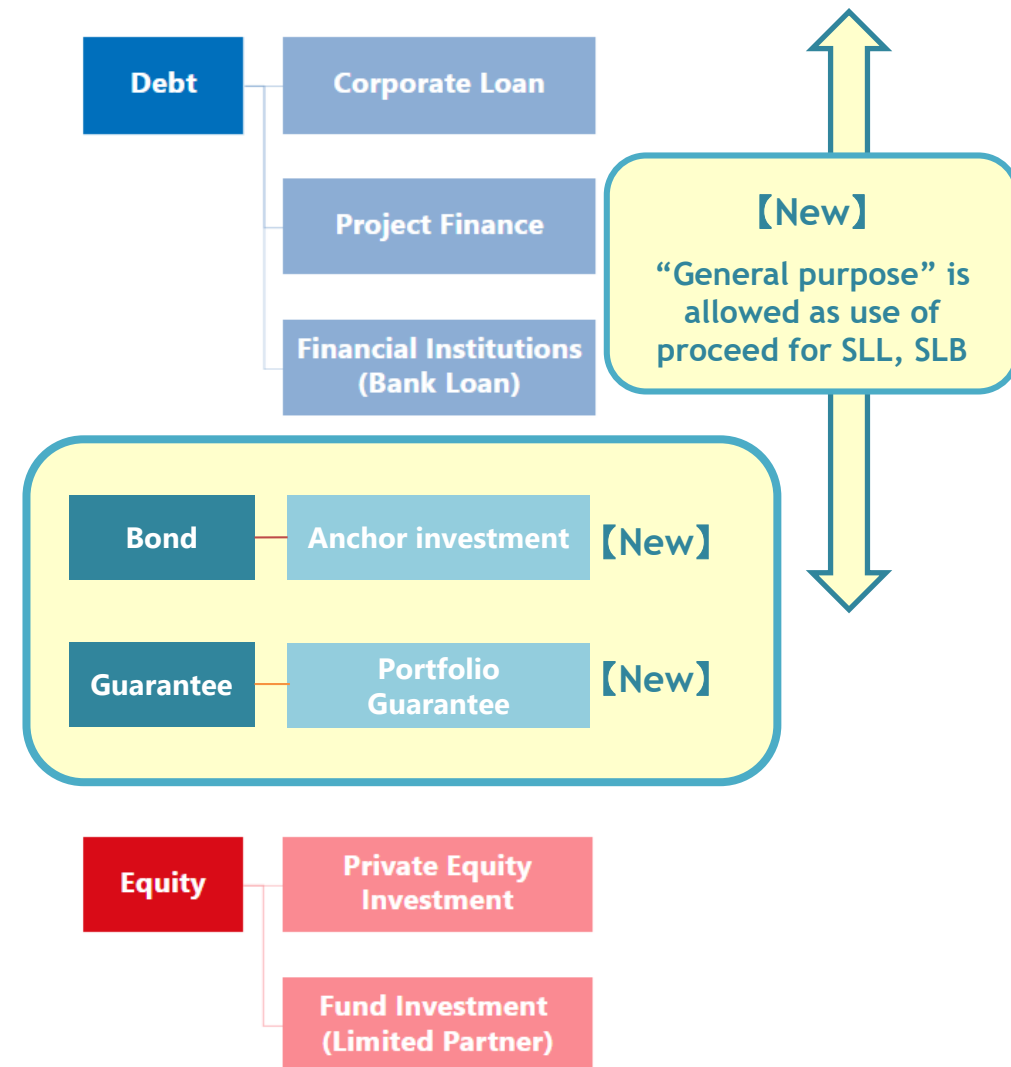 Debt
Corporate Loan
Project Finance
Financial Institutions
(Bank Loan)
【New】
“General purpose” is
allowed as use of
proceed for SLL, SLB
Bond
Anchor investment
【New】
Guarantee
Portfolio
Guarantee
【New】
Equity
Private Equity
Investment
Fund Investment
(Limited Partner)